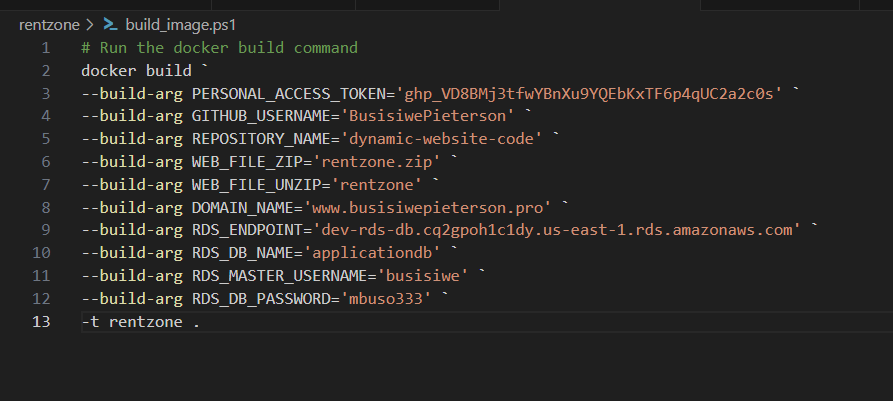 rentzone > build_image.ps1
1 # Run the docker build command
2 docker build `
3 --build-arg PERSONAL_ACCESS_TOKEN='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' `
4 --build-arg GITHUB_USERNAME='BusisiwePieterson' `
5 --build-arg REPOSITORY_NAME='dynamic-website-code' `
6 --build-arg WEB_FILE_ZIP='rentzone.zip' `
7 --build-arg WEB_FILE_UNZIP='rentzone' `
8 --build-arg DOMAIN_NAME='www.busisiwepieterson.pro' `
9 --build-arg RDS_ENDPOINT='dev-rds-db.cq2gpoh1c1dy.us-east-1.rds.amazonaws.com' `
10 --build-arg RDS_DB_NAME='applicationdb' `
11 --build-arg RDS_MASTER_USERNAME='busisiwe' `
12 --build-arg RDS_DB_PASSWORD='mbuso333' `
13 -t rentzone .